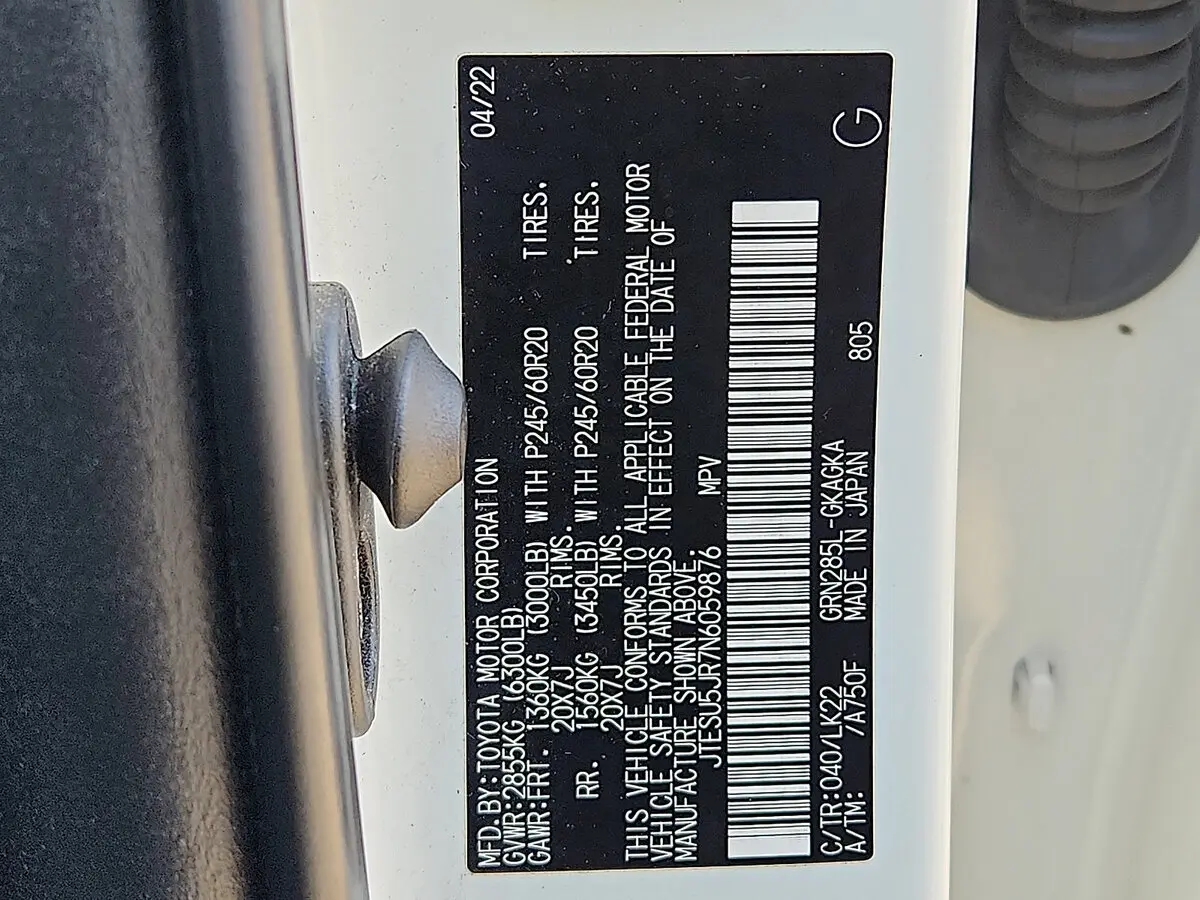 MFD.BY:TOYOTA MOTOR CORPORATION 04/22
GVWR:2855KG (6300LB)
GAWR:FRT. 1360KG (3000LB) WITH P245/60R20 TIRES.
20X7J RIMS.
RR. 1560KG (3450LB) WITH P245/60R20 TIRES.
20X7J RIMS.
THIS VEHICLE CONFORMS TO ALL APPLICABLE FEDERAL MOTOR
VEHICLE SAFETY STANDARDS IN EFFECT ON THE DATE OF
MANUFACTURE SHOWN ABOVE.
JTESU5JR7N6059876 MPV
C/TR:040/LK22 GRN285L-GKAGKA 805
A/TM: /A750F MADE IN JAPAN
G